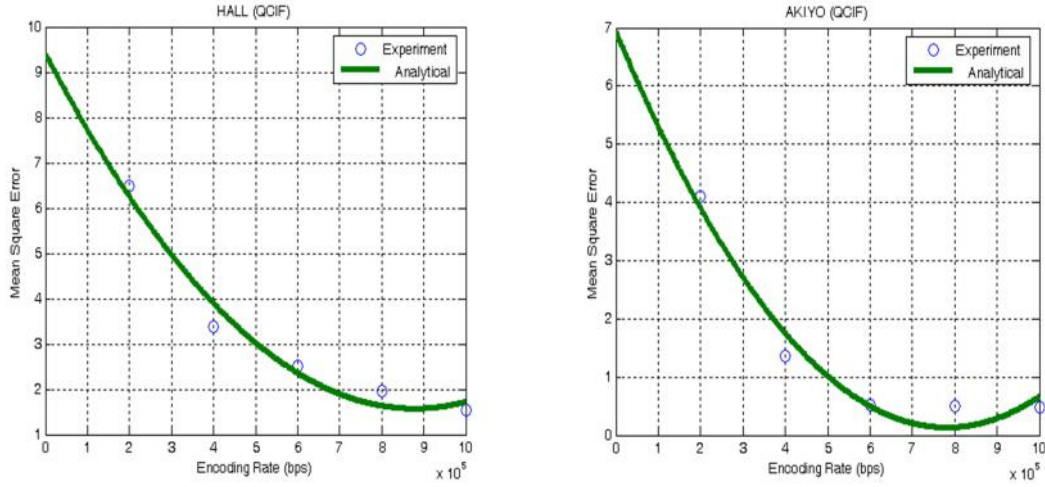 HALL (QCIF)
10
9
8
7
6
5
4
3
2
1
Mean Square Error
Experiment
Analytical
0 1 2 3 4 5 6 7 8 9 10
Encoding Rate (bps)
x 10^5
AKIYO (QCIF)
7
6
5
4
3
2
1
0
Mean Square Error
Experiment
Analytical
0 1 2 3 4 5 6 7 8 9 10
Encoding Rate (bps)
x 10^5